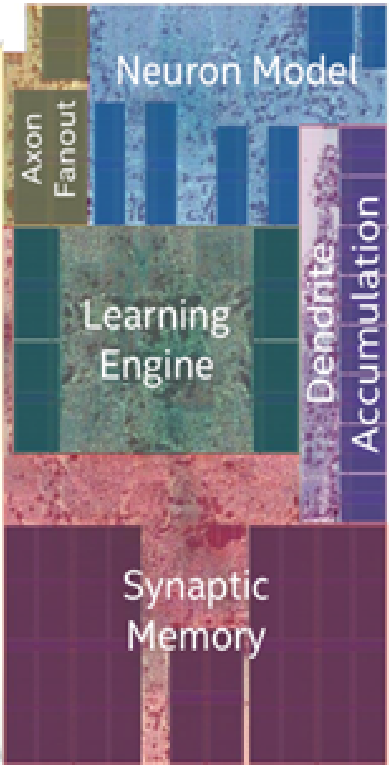 Neuron Model
Axon
Fanout
Learning
Engine
Dendrite
Accumulation
Synaptic
Memory